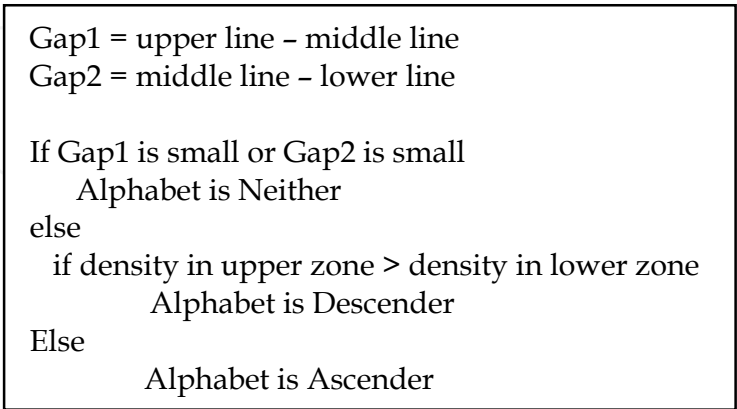 Gap1 = upper line – middle line
Gap2 = middle line – lower line
If Gap1 is small or Gap2 is small
Alphabet is Neither
else
if density in upper zone > density in lower zone
Alphabet is Descender
Else
Alphabet is Ascender